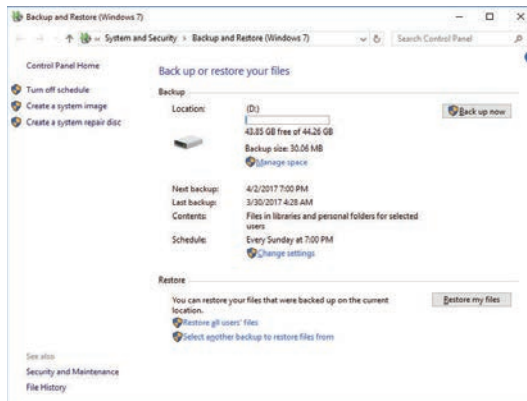 Backup and Restore (Windows 7)
« System and Security › Backup and Restore (Windows 7)
Search Control Panel
Control Panel Home
Turn off schedule
Create a system image
Create a system repair disc
Back up or restore your files
Backup
Location: (D:)
43.85 GB free of 44.26 GB
Backup size: 30.06 MB
Manage space
Back up now
Next backup: 4/2/2017 7:00 PM
Last backup: 3/30/2017 4:28 AM
Contents: Files in libraries and personal folders for selected
users
Schedule: Every Sunday at 7:00 PM
Change settings
Restore
You can restore your files that were backed up on the current
location.
Restore my files
Restore all users' files
Select another backup to restore files from
See also
Security and Maintenance
File History